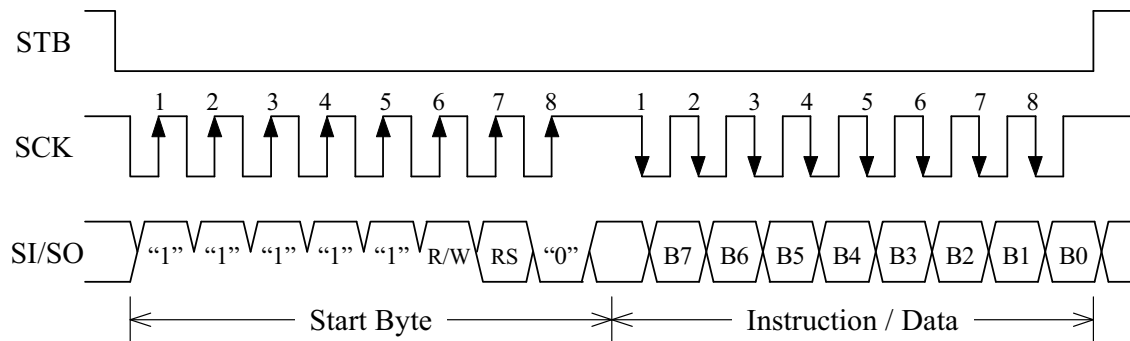 STB
1 2 3 4 5 6 7 8 1 2 3 4 5 6 7 8
SCK
SI/SO “1” “1” “1” “1” “1” R/W RS “0” B7 B6 B5 B4 B3 B2 B1 B0
Start Byte Instruction / Data